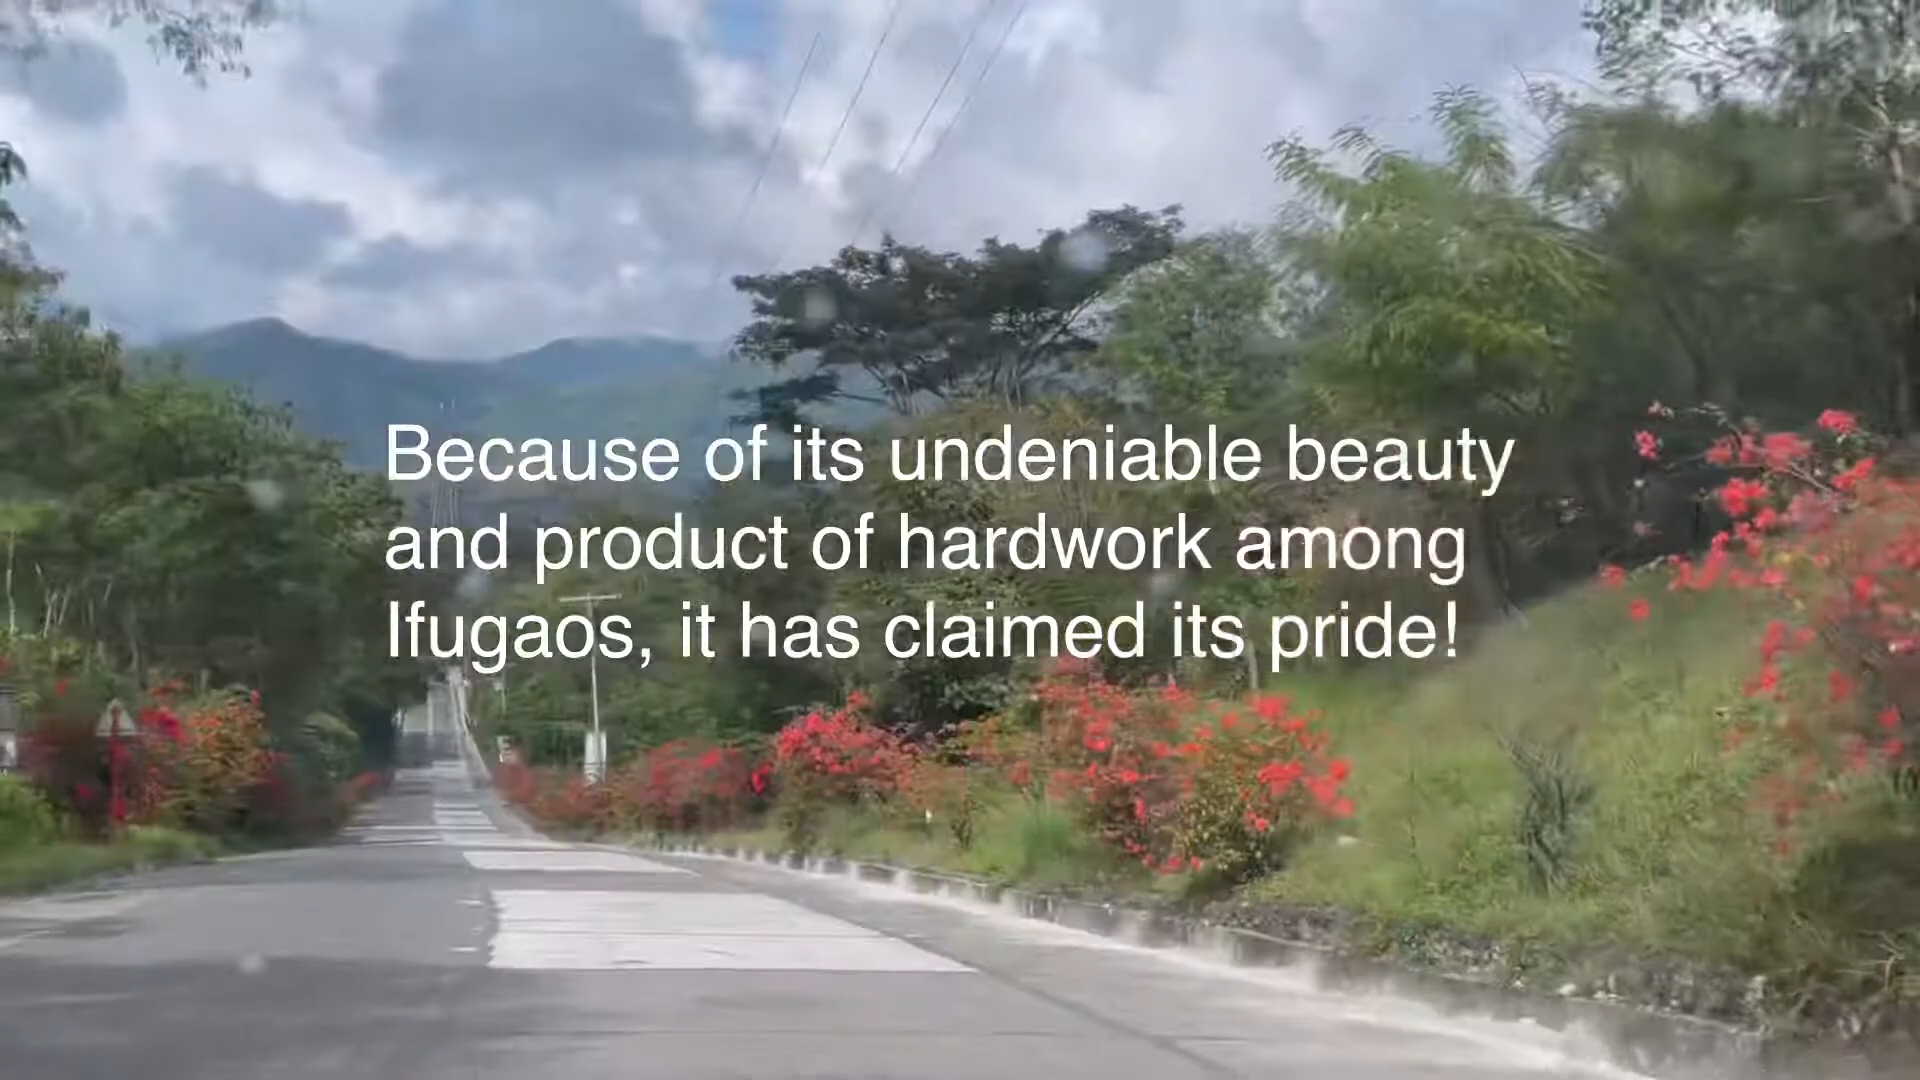 Because of its undeniable beauty
and product of hardwork among
Ifugaos, it has claimed its pride!